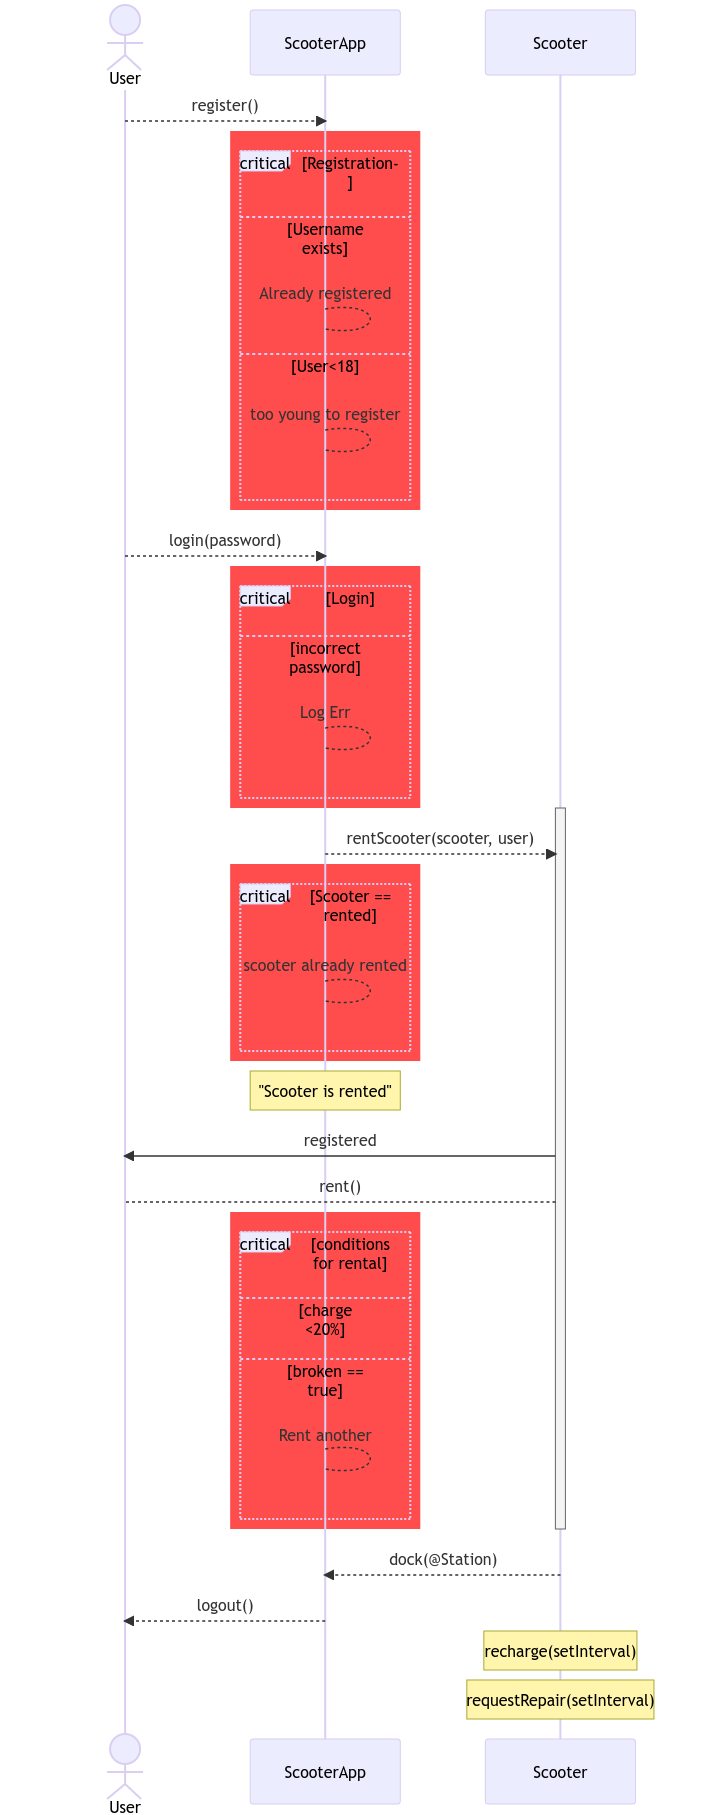 User
ScooterApp
Scooter
register()
critical
[Registration-
]
[Username
exists]
Already registered
[User<18]
too young to register
login(password)
critical
[Login]
[incorrect
password]
Log Err
rentScooter(scooter, user)
critical
[Scooter ==
rented]
scooter already rented
"Scooter is rented"
registered
rent()
critical
[conditions
for rental]
[charge
<20%]
[broken ==
true]
Rent another
dock(@Station)
logout()
recharge(setInterval)
requestRepair(setInterval)
User
ScooterApp
Scooter